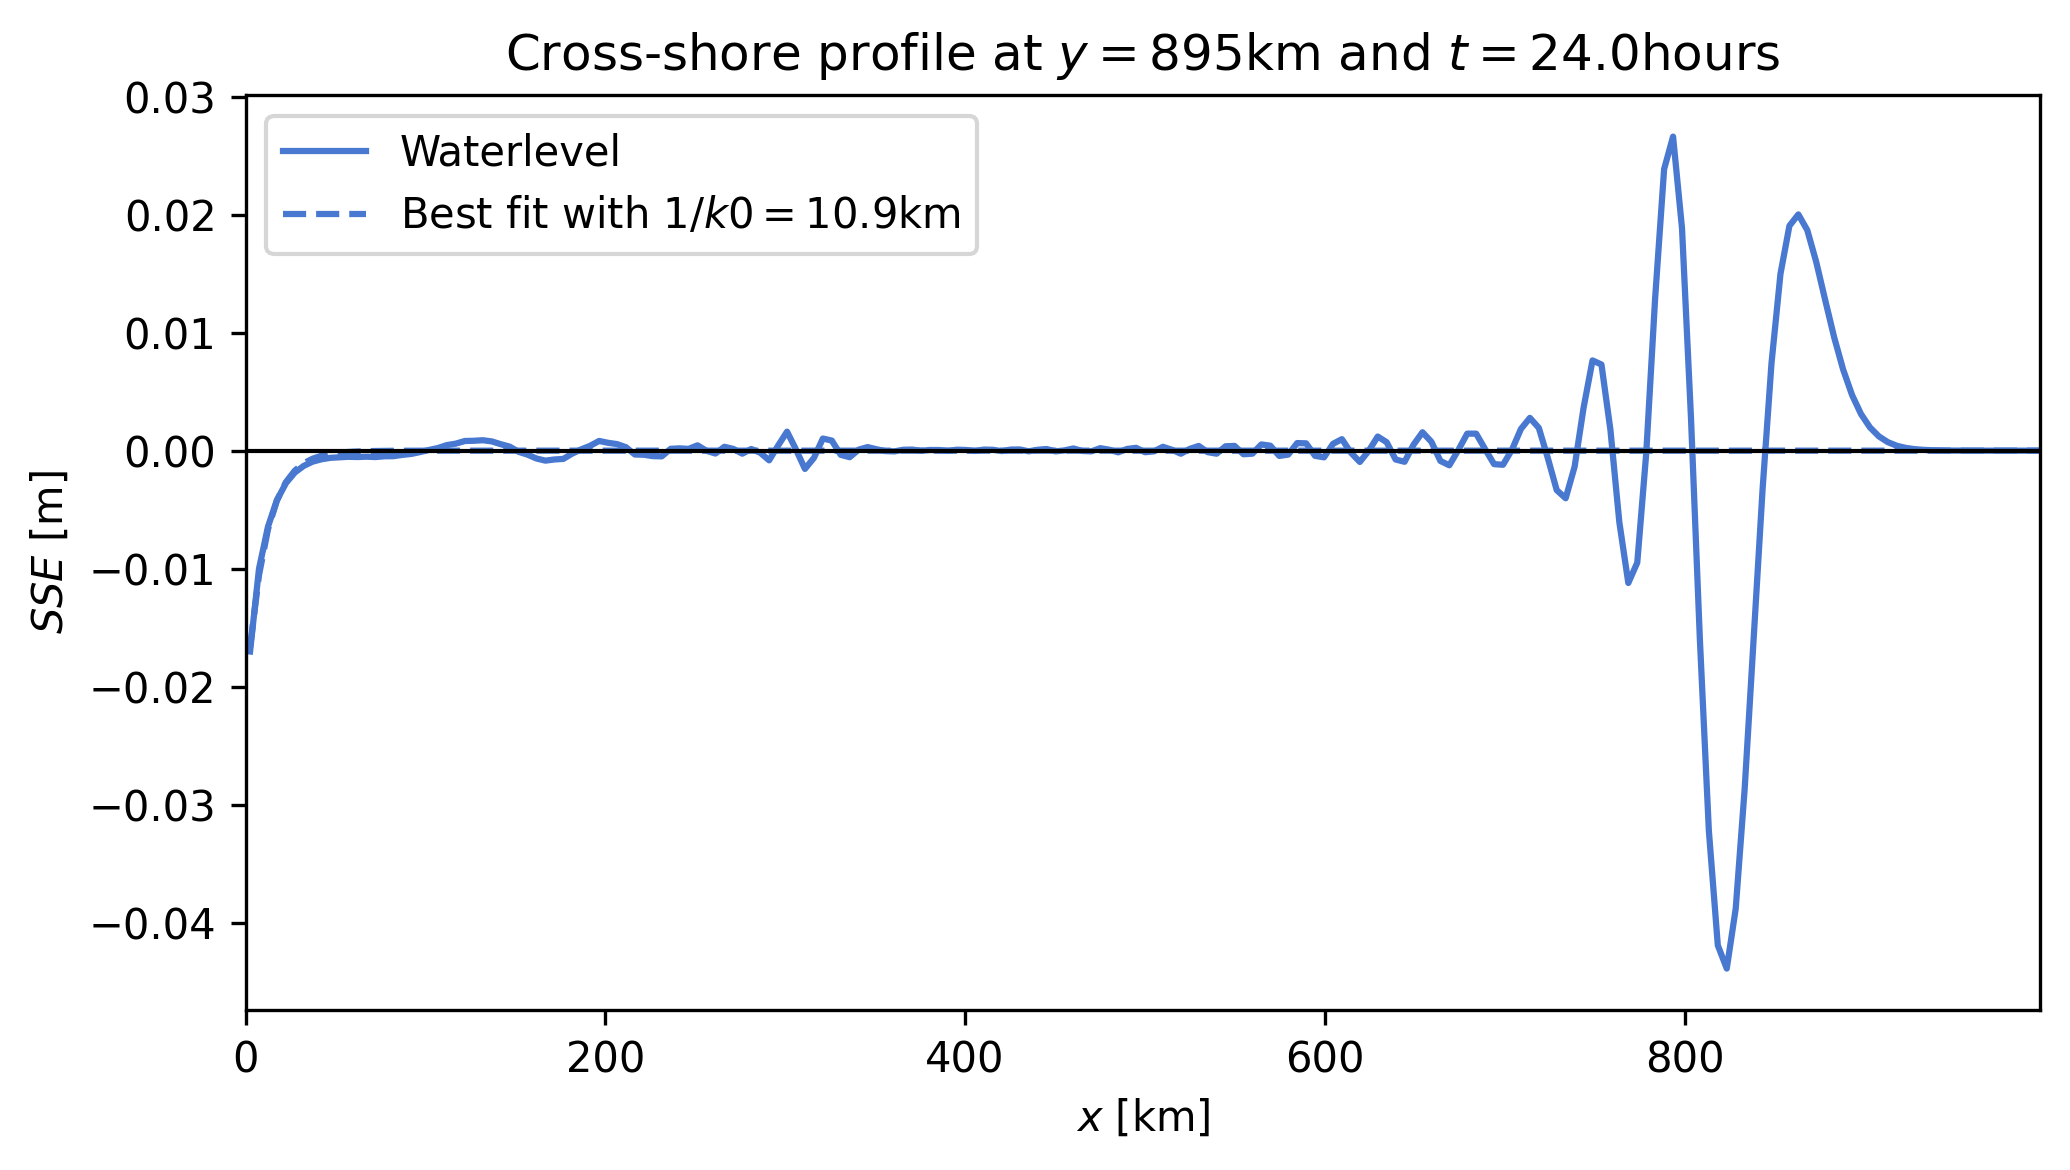 Cross-shore profile at y = 895km and t = 24.0hours
Waterlevel
Best fit with 1/k0 = 10.9km
SSE [m]
0.03
0.02
0.01
0.00
−0.01
−0.02
−0.03
−0.04
0 200 400 600 800
x [km]